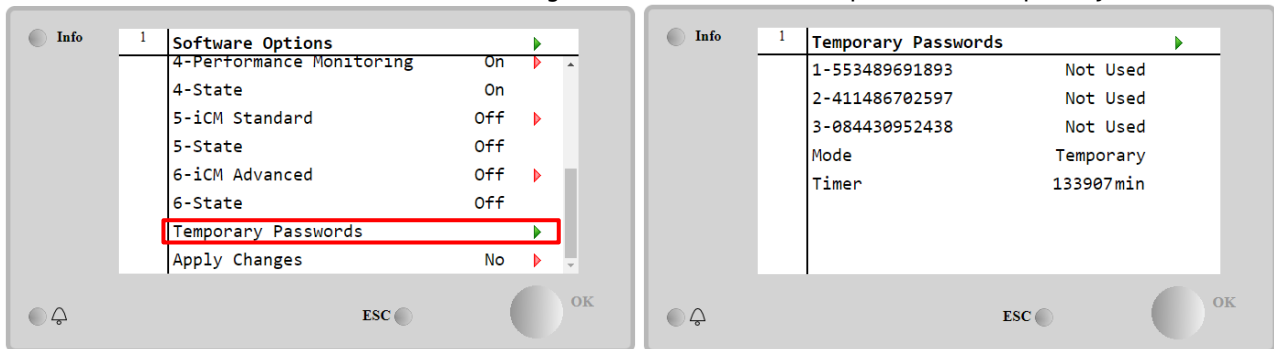 Info
1 Software Options
4-Performance Monitoring On
4-State On
5-iCM Standard Off
5-State Off
6-iCM Advanced Off
6-State Off
Temporary Passwords
Apply Changes No
ESC
OK
Info
1 Temporary Passwords
1-553489691893 Not Used
2-411486702597 Not Used
3-084430952438 Not Used
Mode Temporary
Timer 133907min
ESC
OK